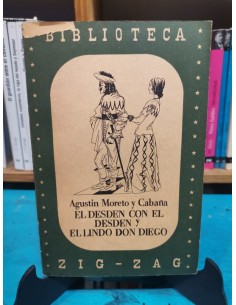 BIBLIOTECA
Agustín Moreto y Cabaña
EL DESDEN CON EL
DESDEN Y
EL LINDO DON DIEGO
ZIG-ZAG